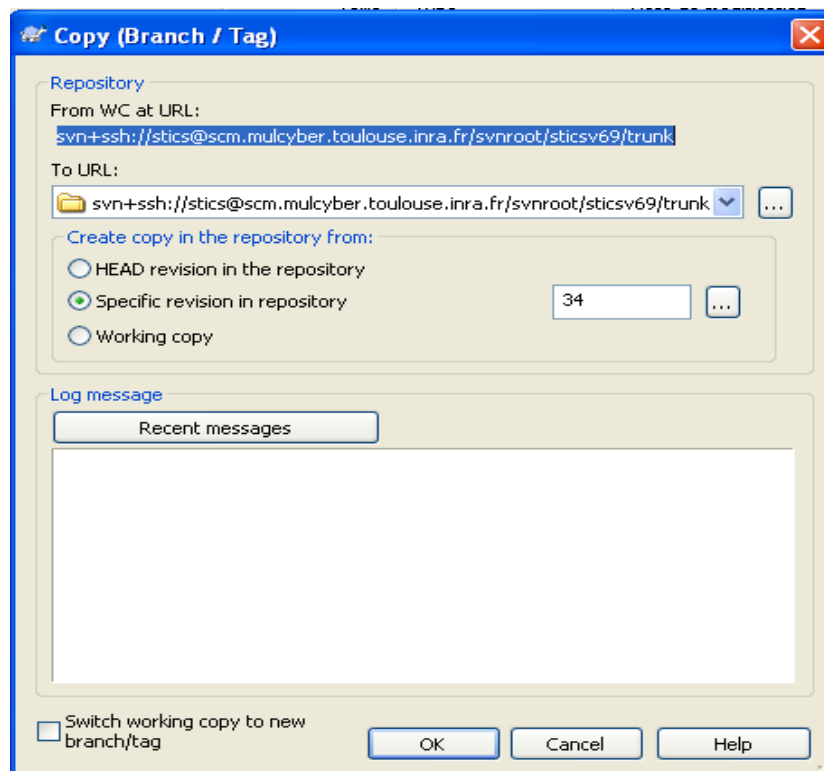 Copy (Branch / Tag)
Repository
From WC at URL:
svn+ssh://stics@scm.mulcyber.toulouse.inra.fr/svnroot/sticsv69/trunk
To URL:
svn+ssh://stics@scm.mulcyber.toulouse.inra.fr/svnroot/sticsv69/trunk
...
Create copy in the repository from:
HEAD revision in the repository
Specific revision in repository
34
...
Working copy
Log message
Recent messages
Switch working copy to new
branch/tag
OK
Cancel
Help